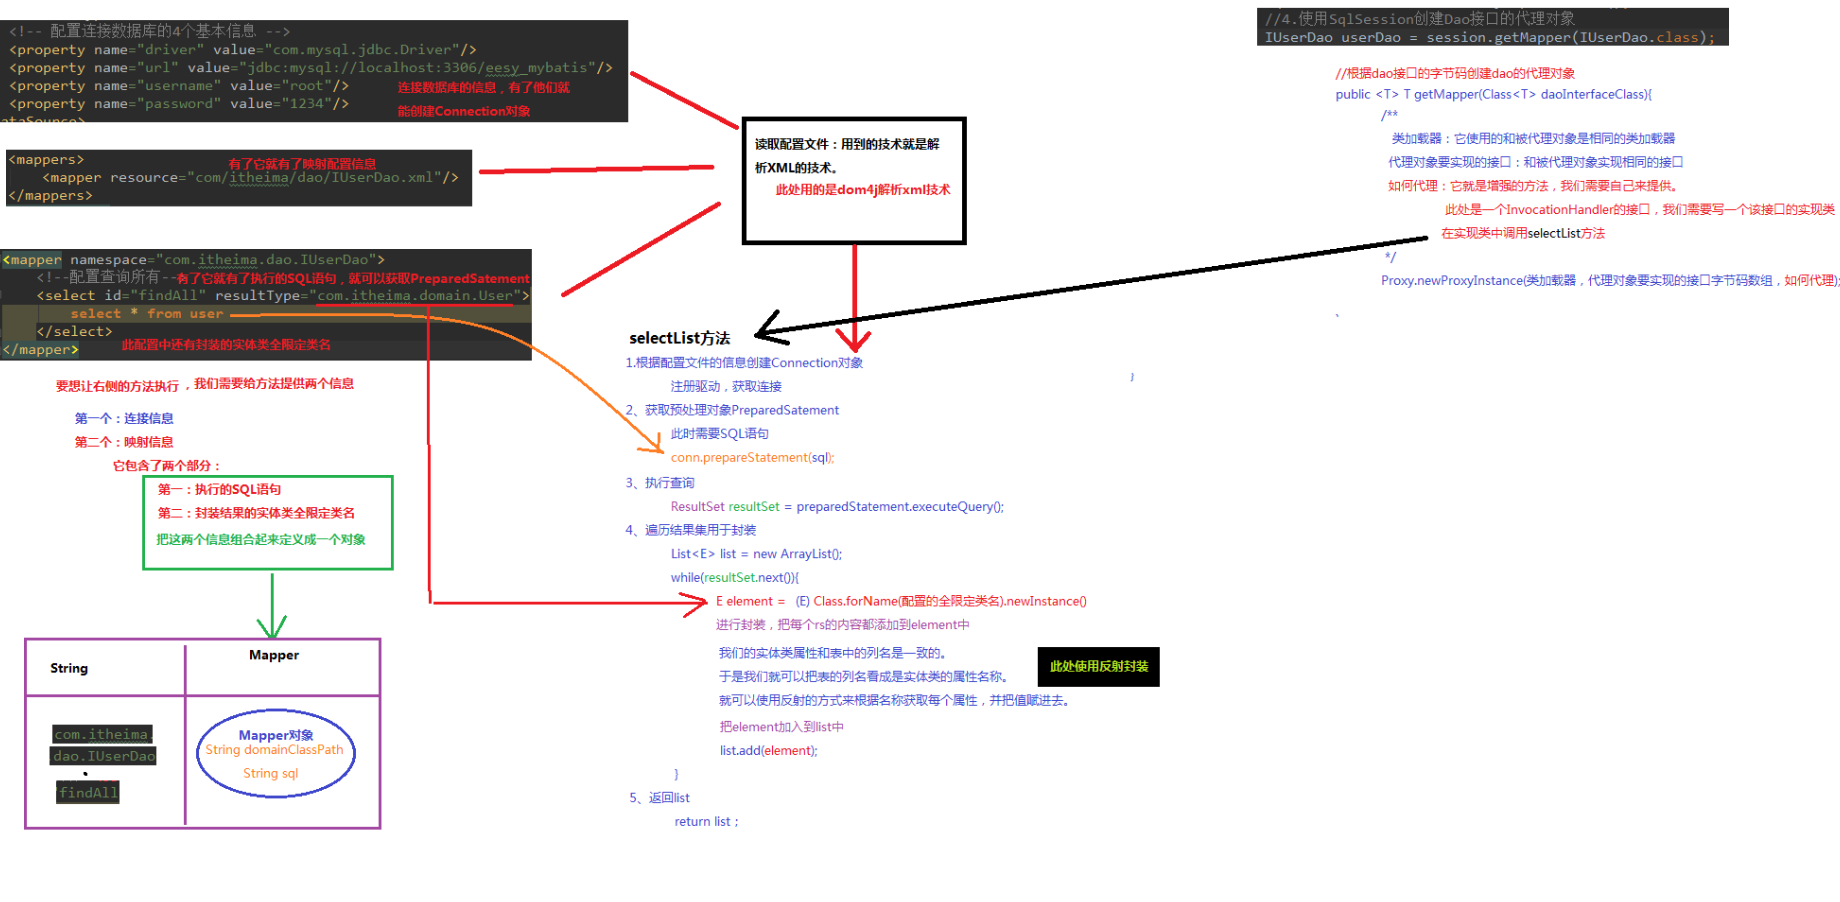 <!-- 配置连接数据库的4个基本信息 -->
<property name="driver" value="com.mysql.jdbc.Driver"/>
<property name="url" value="jdbc:mysql://localhost:3306/eesy_mybatis"/>
<property name="username" value="root"/>
<property name="password" value="1234"/>
ataSource>
连接数据库的信息，有了他们就
能创建Connection对象
<mappers>
有了它就有了映射配置信息
<mapper resource="com/itheima/dao/IUserDao.xml"/>
</mappers>
<mapper namespace="com.itheima.dao.IUserDao">
<!--配置查询所有--
有了它就有了执行的SQL语句，就可以获取PreparedSatement
<select id="findAll" resultType="com.itheima.domain.User">
select * from user
</select>
</mapper>
此配置中还有封装的实体类全限定类名
要想让右侧的方法执行，我们需要给方法提供两个信息
第一个：连接信息
第二个：映射信息
它包含了两个部分：
第一：执行的SQL语句
第二：封装结果的实体类全限定类名
把这两个信息组合起来定义成一个对象
String
Mapper
com.itheima.
dao.IUserDao
.
findAll
Mapper对象
String domainClassPath
String sql
读取配置文件：用到的技术就是解
析XML的技术。
此处用的是dom4j解析xml技术
selectList方法
1.根据配置文件的信息创建Connection对象
注册驱动，获取连接
2、获取预处理对象PreparedSatement
此时需要SQL语句
conn.prepareStatement(sql);
3、执行查询
ResultSet resultSet = preparedStatement.executeQuery();
4、遍历结果集用于封装
List<E> list = new ArrayList();
while(resultSet.next()){
E element = (E) Class.forName(配置的全限定类名).newInstance()
进行封装，把每个rs的内容都添加到element中
我们的实体类属性和表中的列名是一致的。
于是我们就可以把表的列名看成是实体类的属性名称。
就可以使用反射的方式来根据名称获取每个属性，并把值赋进去。
此处使用反射封装
把element加入到list中
list.add(element);
}
5、返回list
return list；
//4.使用SqlSession创建Dao接口的代理对象
IUserDao userDao = session.getMapper(IUserDao.class);
//根据dao接口的字节码创建dao的代理对象
public <T> T getMapper(Class<T> daoInterfaceClass){
/**
类加载器：它使用的和被代理对象是相同的类加载器
代理对象要实现的接口：和被代理对象实现相同的接口
如何代理：它就是增强的方法，我们需要自己来提供。
此处是一个InvocationHandler的接口，我们需要写一个该接口的实现类
在实现类中调用selectList方法
*/
Proxy.newProxyInstance(类加载器，代理对象要实现的接口字节码数组，如何代理);
}